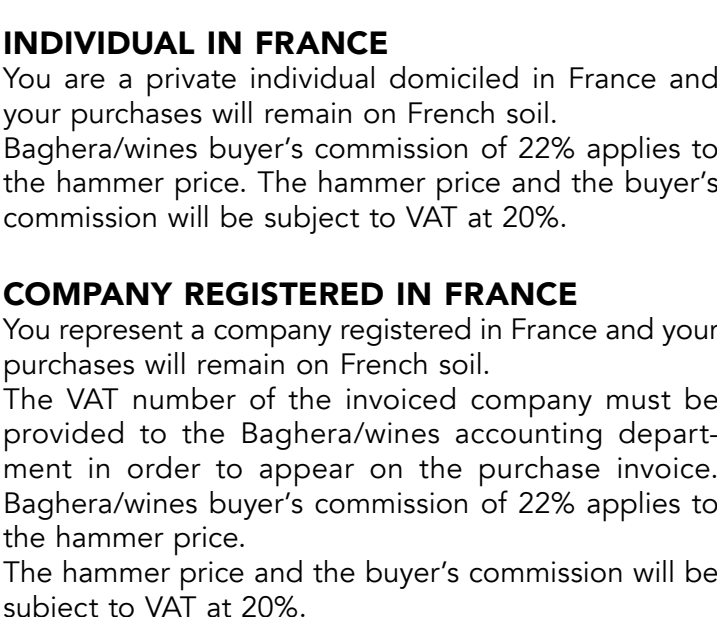 INDIVIDUAL IN FRANCE
You are a private individual domiciled in France and
your purchases will remain on French soil.
Baghera/wines buyer’s commission of 22% applies to
the hammer price. The hammer price and the buyer’s
commission will be subject to VAT at 20%.
COMPANY REGISTERED IN FRANCE
You represent a company registered in France and your
purchases will remain on French soil.
The VAT number of the invoiced company must be
provided to the Baghera/wines accounting depart-
ment in order to appear on the purchase invoice.
Baghera/wines buyer’s commission of 22% applies to
the hammer price.
The hammer price and the buyer’s commission will be
subject to VAT at 20%.